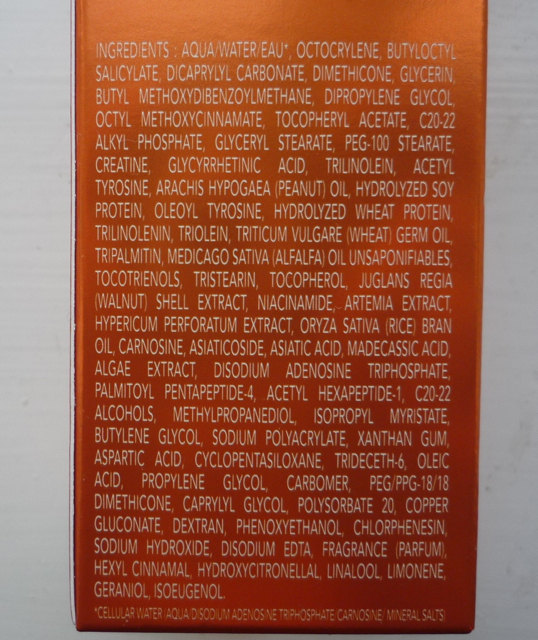 INGREDIENTS : AQUA/WATER/EAU*, OCTOCRYLENE, BUTYLOCTYL
SALICYLATE, DICAPRYLYL CARBONATE, DIMETHICONE, GLYCERIN,
BUTYL METHOXYDIBENZOYLMETHANE, DIPROPYLENE GLYCOL,
OCTYL METHOXYCINNAMATE, TOCOPHERYL ACETATE, C20-22
ALKYL PHOSPHATE, GLYCERYL STEARATE, PEG-100 STEARATE,
CREATINE, GLYCYRRHETINIC ACID, TRILINOLEIN, ACETYL
TYROSINE, ARACHIS HYPOGAEA (PEANUT) OIL, HYDROLYZED SOY
PROTEIN, OLEOYL TYROSINE, HYDROLYZED WHEAT PROTEIN,
TRILINOLENIN, TRIOLEIN, TRITICUM VULGARE (WHEAT) GERM OIL,
TRIPALMITIN, MEDICAGO SATIVA (ALFALFA) OIL UNSAPONIFIABLES,
TOCOTRIENOLS, TRISTEARIN, TOCOPHEROL, JUGLANS REGIA
(WALNUT) SHELL EXTRACT, NIACINAMIDE, ARTEMIA EXTRACT,
HYPERICUM PERFORATUM EXTRACT, ORYZA SATIVA (RICE) BRAN
OIL, CARNOSINE, ASIATICOSIDE, ASIATIC ACID, MADECASSIC ACID,
ALGAE EXTRACT, DISODIUM ADENOSINE TRIPHOSPHATE,
PALMITOYL PENTAPEPTIDE-4, ACETYL HEXAPEPTIDE-1, C20-22
ALCOHOLS, METHYLPROPANEDIOL, ISOPROPYL MYRISTATE,
BUTYLENE GLYCOL, SODIUM POLYACRYLATE, XANTHAN GUM,
ASPARTIC ACID, CYCLOPENTASILOXANE, TRIDECETH-6, OLEIC
ACID, PROPYLENE GLYCOL, CARBOMER, PEG/PPG-18/18
DIMETHICONE, CAPRYLYL GLYCOL, POLYSORBATE 20, COPPER
GLUCONATE, DEXTRAN, PHENOXYETHANOL, CHLORPHENESIN,
SODIUM HYDROXIDE, DISODIUM EDTA, FRAGRANCE (PARFUM),
HEXYL CINNAMAL, HYDROXYCITRONELLAL, LINALOOL, LIMONENE,
GERANIOL, ISOEUGENOL.
*CELLULAR WATER (AQUA DISODIUM ADENOSINE TRIPHOSPHATE/CARNOSINE/ MINERAL SALTS)